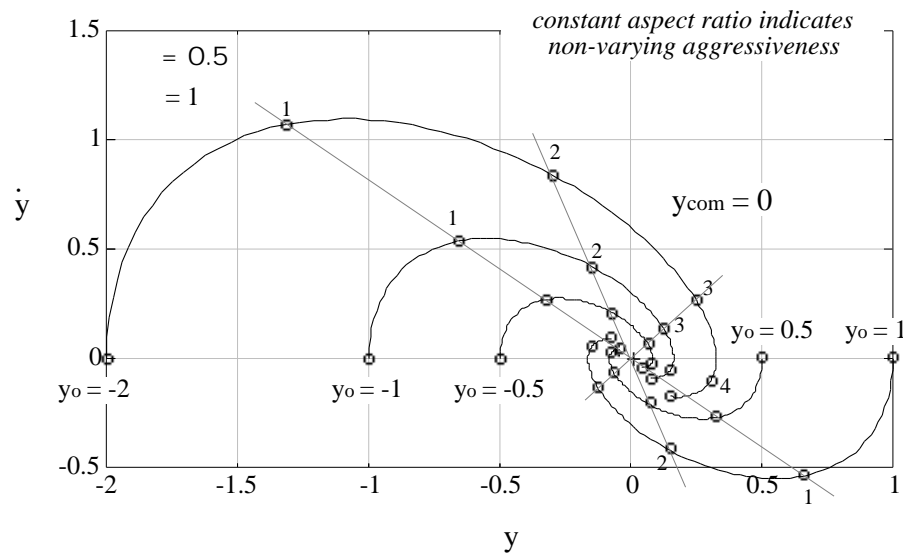 constant aspect ratio indicates
non-varying aggressiveness
= 0.5
= 1
1.5
1
0.5
0
-0.5
ẏ
1
2
1
2
3
3
4
2
1
ycom = 0
yo = 0.5
yo = 1
yo = -2
yo = -1
yo = -0.5
-2
-1.5
-1
-0.5
0
0.5
1
y